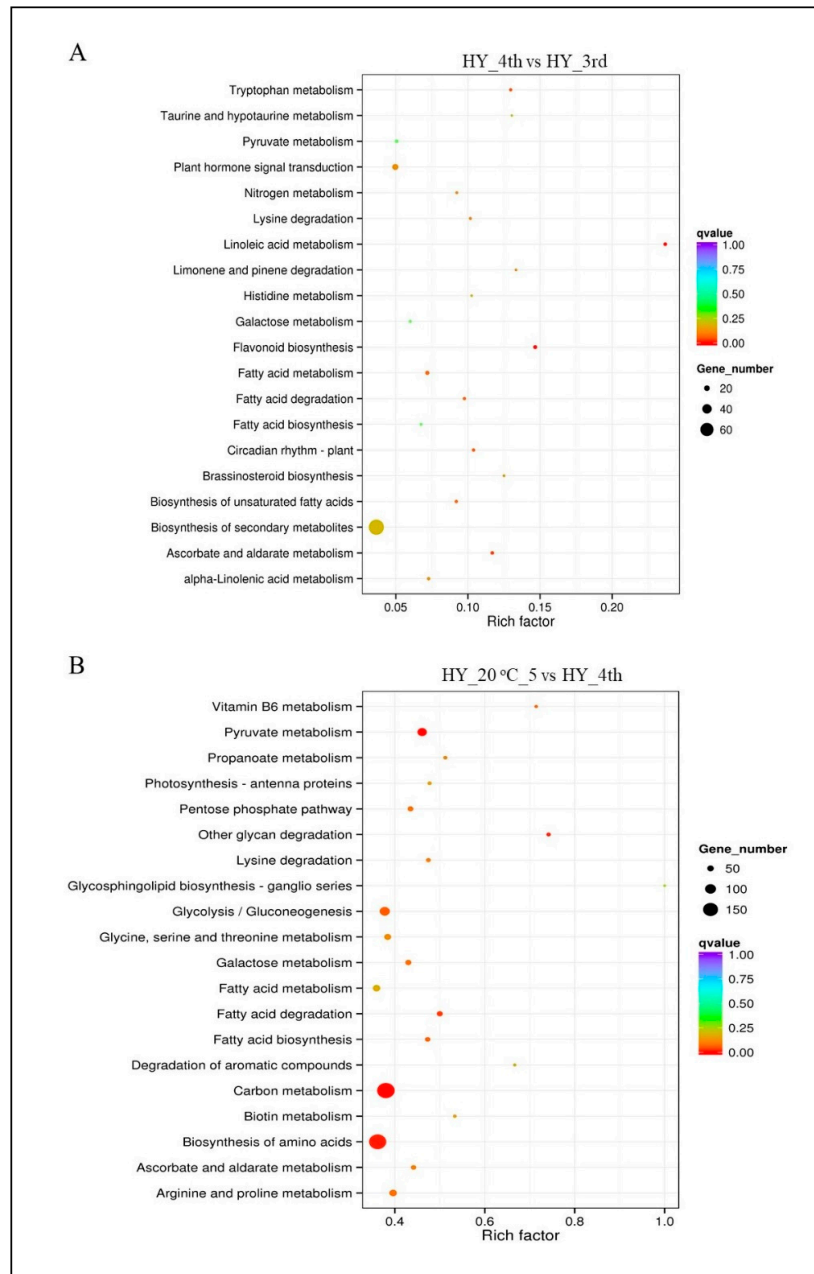 A
HY_4th vs HY_3rd
Tryptophan metabolism
Taurine and hypotaurine metabolism
Pyruvate metabolism
Plant hormone signal transduction
Nitrogen metabolism
Lysine degradation
Linoleic acid metabolism
Limonene and pinene degradation
Histidine metabolism
Galactose metabolism
Flavonoid biosynthesis
Fatty acid metabolism
Fatty acid degradation
Fatty acid biosynthesis
Circadian rhythm - plant
Brassinosteroid biosynthesis
Biosynthesis of unsaturated fatty acids
Biosynthesis of secondary metabolites
Ascorbate and aldarate metabolism
alpha-Linolenic acid metabolism
0.05 0.10 0.15 0.20
Rich factor
qvalue
1.00
0.75
0.50
0.25
0.00
Gene_number
20
40
60
B
HY_20 °C_5 vs HY_4th
Vitamin B6 metabolism
Pyruvate metabolism
Propanoate metabolism
Photosynthesis - antenna proteins
Pentose phosphate pathway
Other glycan degradation
Lysine degradation
Glycosphingolipid biosynthesis - ganglio series
Glycolysis / Gluconeogenesis
Glycine, serine and threonine metabolism
Galactose metabolism
Fatty acid metabolism
Fatty acid degradation
Fatty acid biosynthesis
Degradation of aromatic compounds
Carbon metabolism
Biotin metabolism
Biosynthesis of amino acids
Ascorbate and aldarate metabolism
Arginine and proline metabolism
0.4 0.6 0.8 1.0
Rich factor
Gene_number
50
100
150
qvalue
1.00
0.75
0.50
0.25
0.00